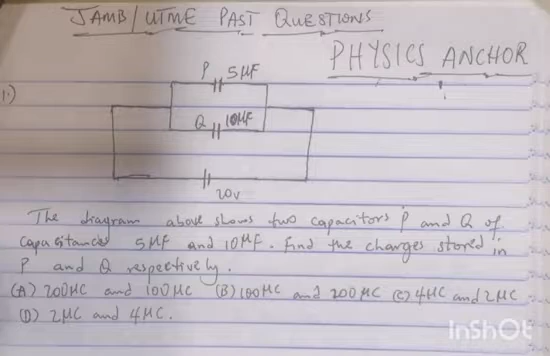 JAMB/UTME PAST QUESTIONS
PHYSICS ANCHOR
1.)
P 5μF
Q 10μF
20v
The diagram above shows two capacitors P and Q of
capacitances 5μF and 10μF. Find the charges stored in
P and Q respectively.
(A) 200μC and 100μC (B) 100μC and 200μC (C) 4μC and 2μC
(D) 2μC and 4μC.
InShOt